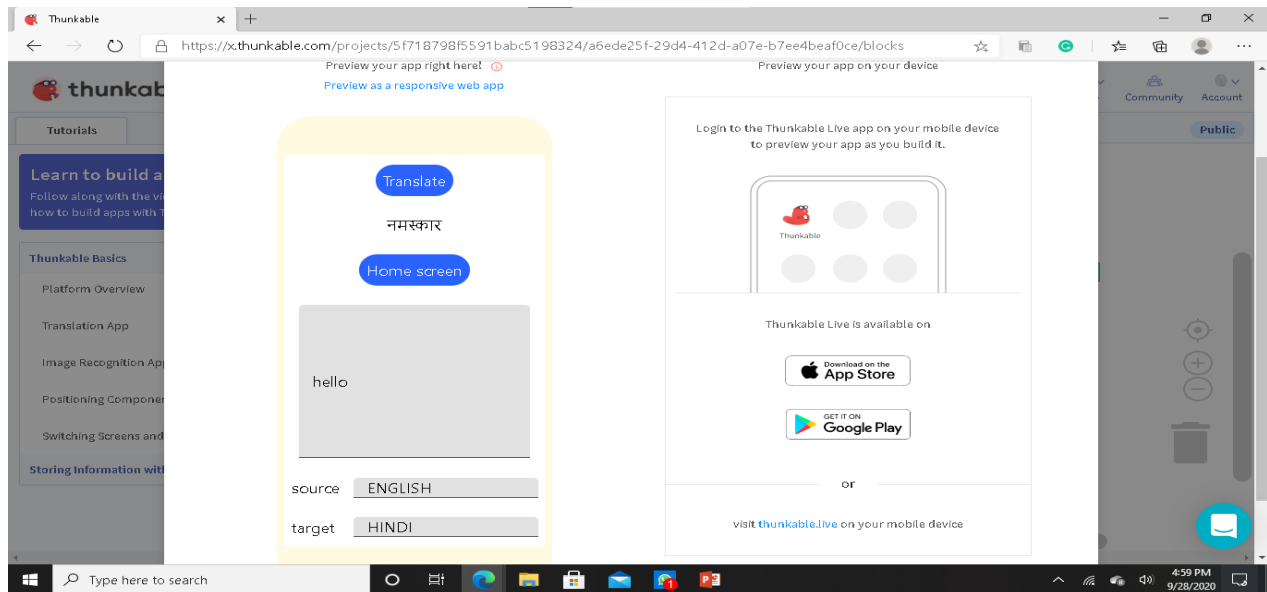 Thunkable
https://x.thunkable.com/projects/5f718798f5591babc5198324/a6ede25f-29d4-412d-a07e-b7ee4beaf0ce/blocks
thunkab
Community
Account
Tutorials
Public
Learn to build a
Follow along with the vi
how to build apps with T
Thunkable Basics
Platform Overview
Translation App
Image Recognition App
Positioning Componen
Switching Screens and
Storing Information with
Preview your app right here!
Preview as a responsive web app
Translate
नमस्कार
Home screen
hello
source ENGLISH
target HINDI
Preview your app on your device
Login to the Thunkable Live app on your mobile device
to preview your app as you build it.
Thunkable
Thunkable Live is available on
Download on the
App Store
GET IT ON
Google Play
or
visit thunkable.live on your mobile device
Type here to search
4:59 PM
9/28/2020